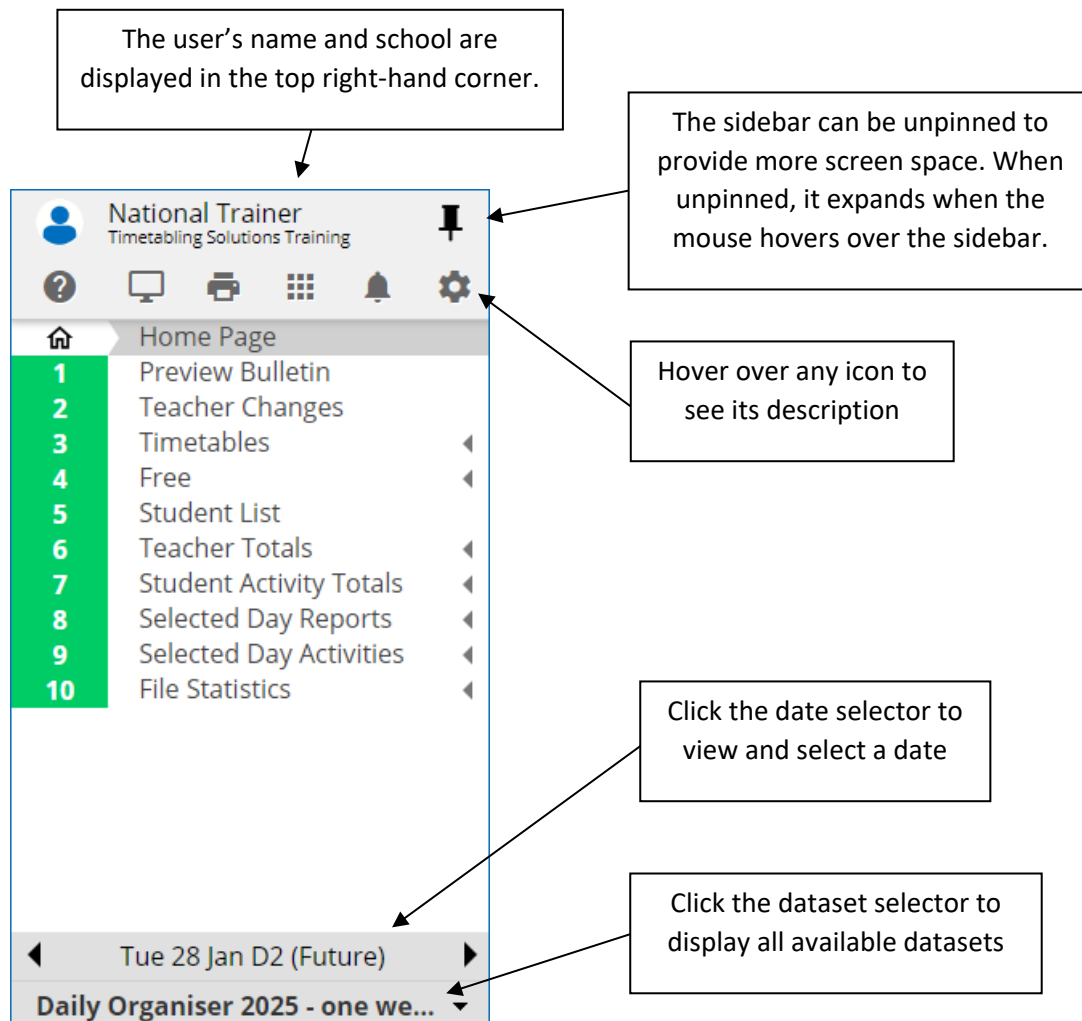 The user’s name and school are
displayed in the top right-hand corner.
The sidebar can be unpinned to
provide more screen space. When
unpinned, it expands when the
mouse hovers over the sidebar.
National Trainer
Timetabling Solutions Training
Home Page
1 Preview Bulletin
2 Teacher Changes
3 Timetables
4 Free
5 Student List
6 Teacher Totals
7 Student Activity Totals
8 Selected Day Reports
9 Selected Day Activities
10 File Statistics
Hover over any icon to
see its description
Click the date selector to
view and select a date
Click the dataset selector to
display all available datasets
Tue 28 Jan D2 (Future)
Daily Organiser 2025 - one we...